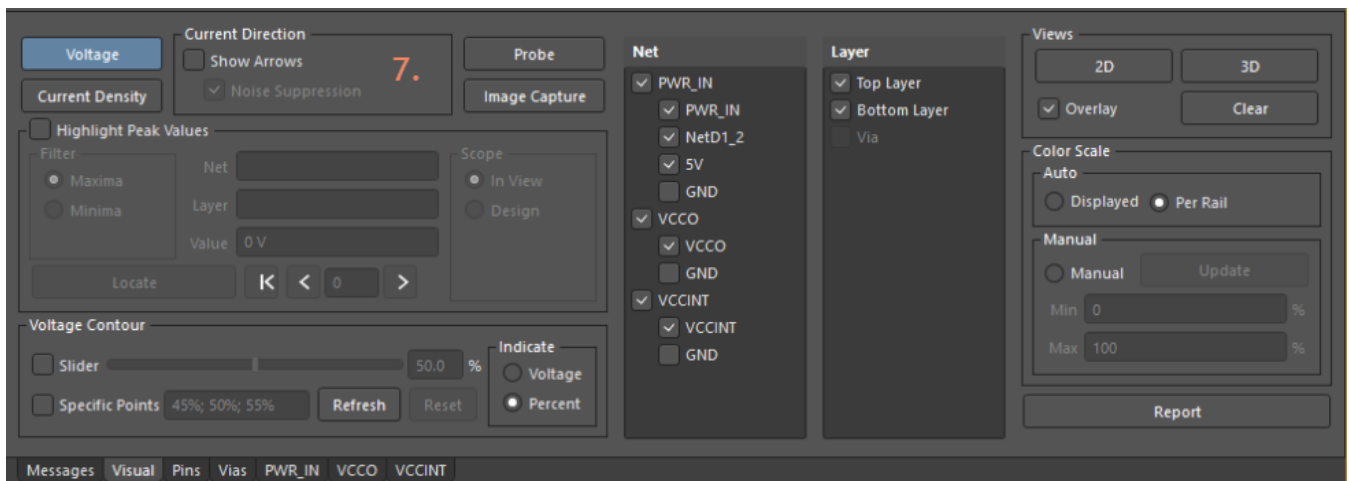 Voltage
Current Density
Current Direction
Show Arrows
7.
Noise Suppression
Probe
Image Capture
Highlight Peak Values
Filter
Maxima
Minima
Net
Layer
Value 0 V
Scope
In View
Design
Locate
0
Voltage Contour
Slider
50.0 %
Specific Points 45%; 50%; 55%
Refresh
Reset
Indicate
Voltage
Percent
Net
PWR_IN
PWR_IN
NetD1_2
5V
GND
VCCO
VCCO
GND
VCCINT
VCCINT
GND
Layer
Top Layer
Bottom Layer
Via
Views
2D
3D
Overlay
Clear
Color Scale
Auto
Displayed
Per Rail
Manual
Manual
Update
Min 0 %
Max 100 %
Report
Messages Visual Pins Vias PWR_IN VCCO VCCINT